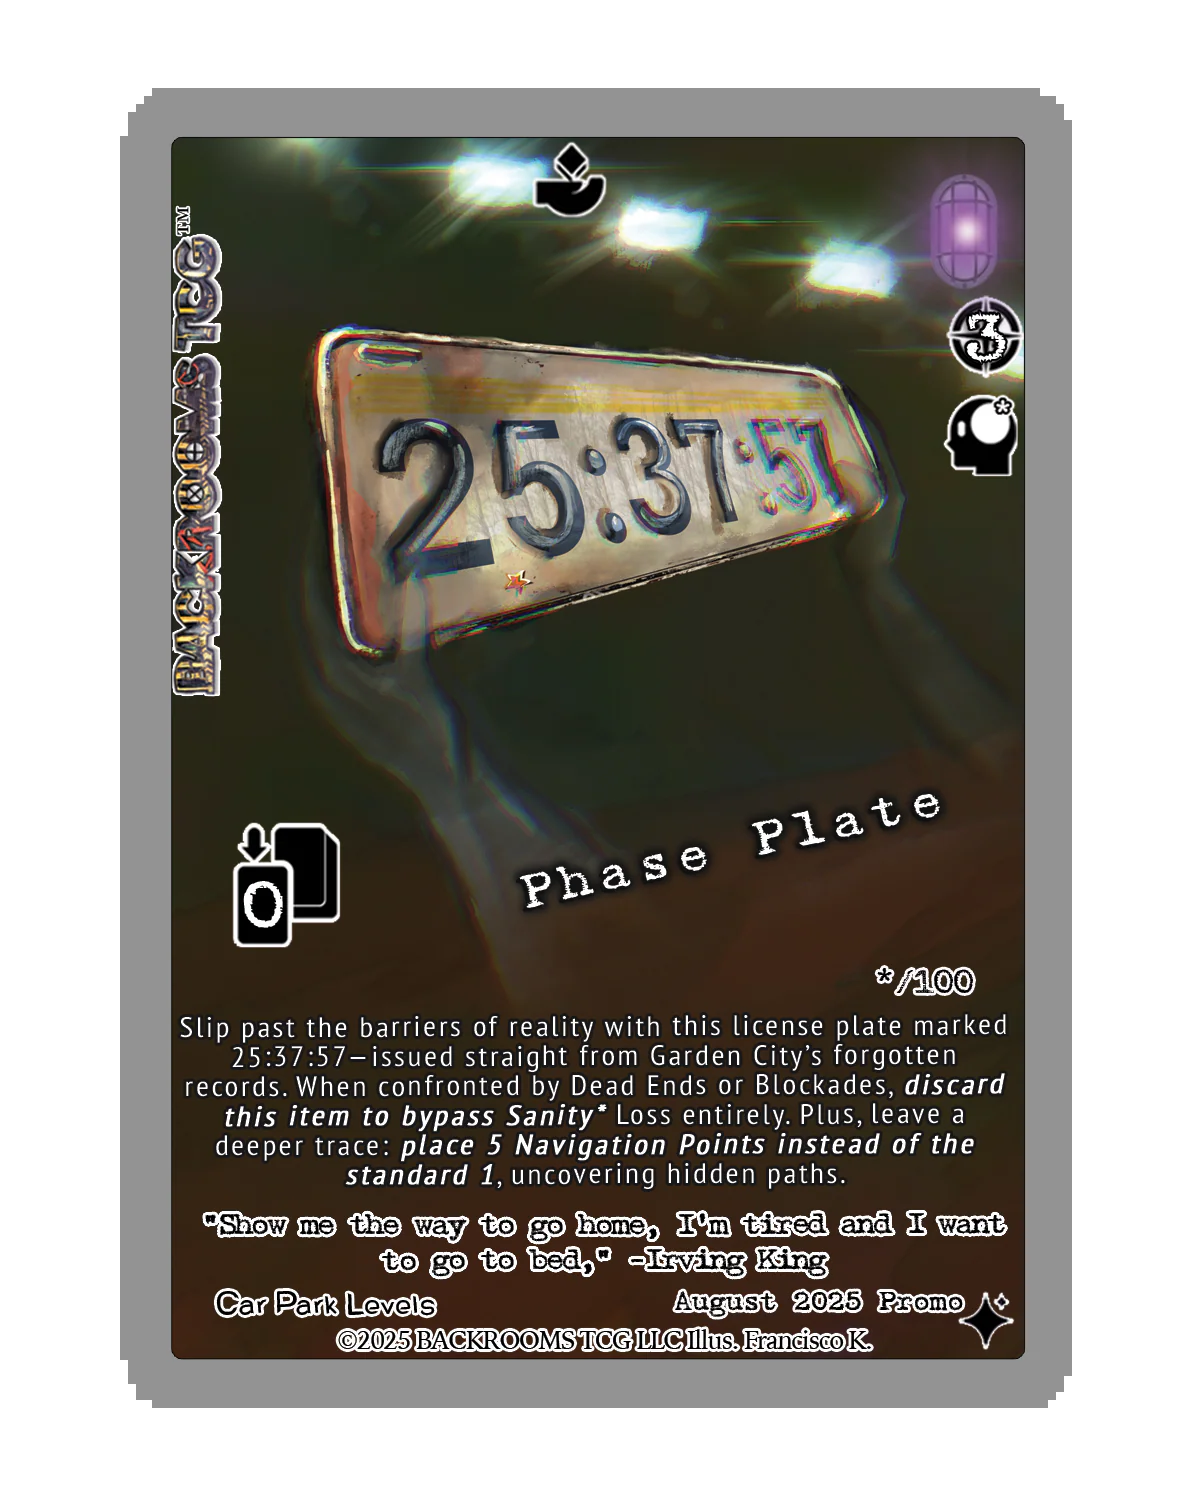 BACKROOMS TCG™
3
*
25:37:57
Phase Plate
0
*/100
Slip past the barriers of reality with this license plate marked
25:37:57—issued straight from Garden City's forgotten
records. When confronted by Dead Ends or Blockades, discard
this item to bypass Sanity* Loss entirely. Plus, leave a
deeper trace: place 5 Navigation Points instead of the
standard 1, uncovering hidden paths.
"Show me the way to go home, I'm tired and I want
to go to bed," -Irving King
Car Park Levels
August 2025 Promo
©2025 BACKROOMS TCG LLC Illus. Francisco K.